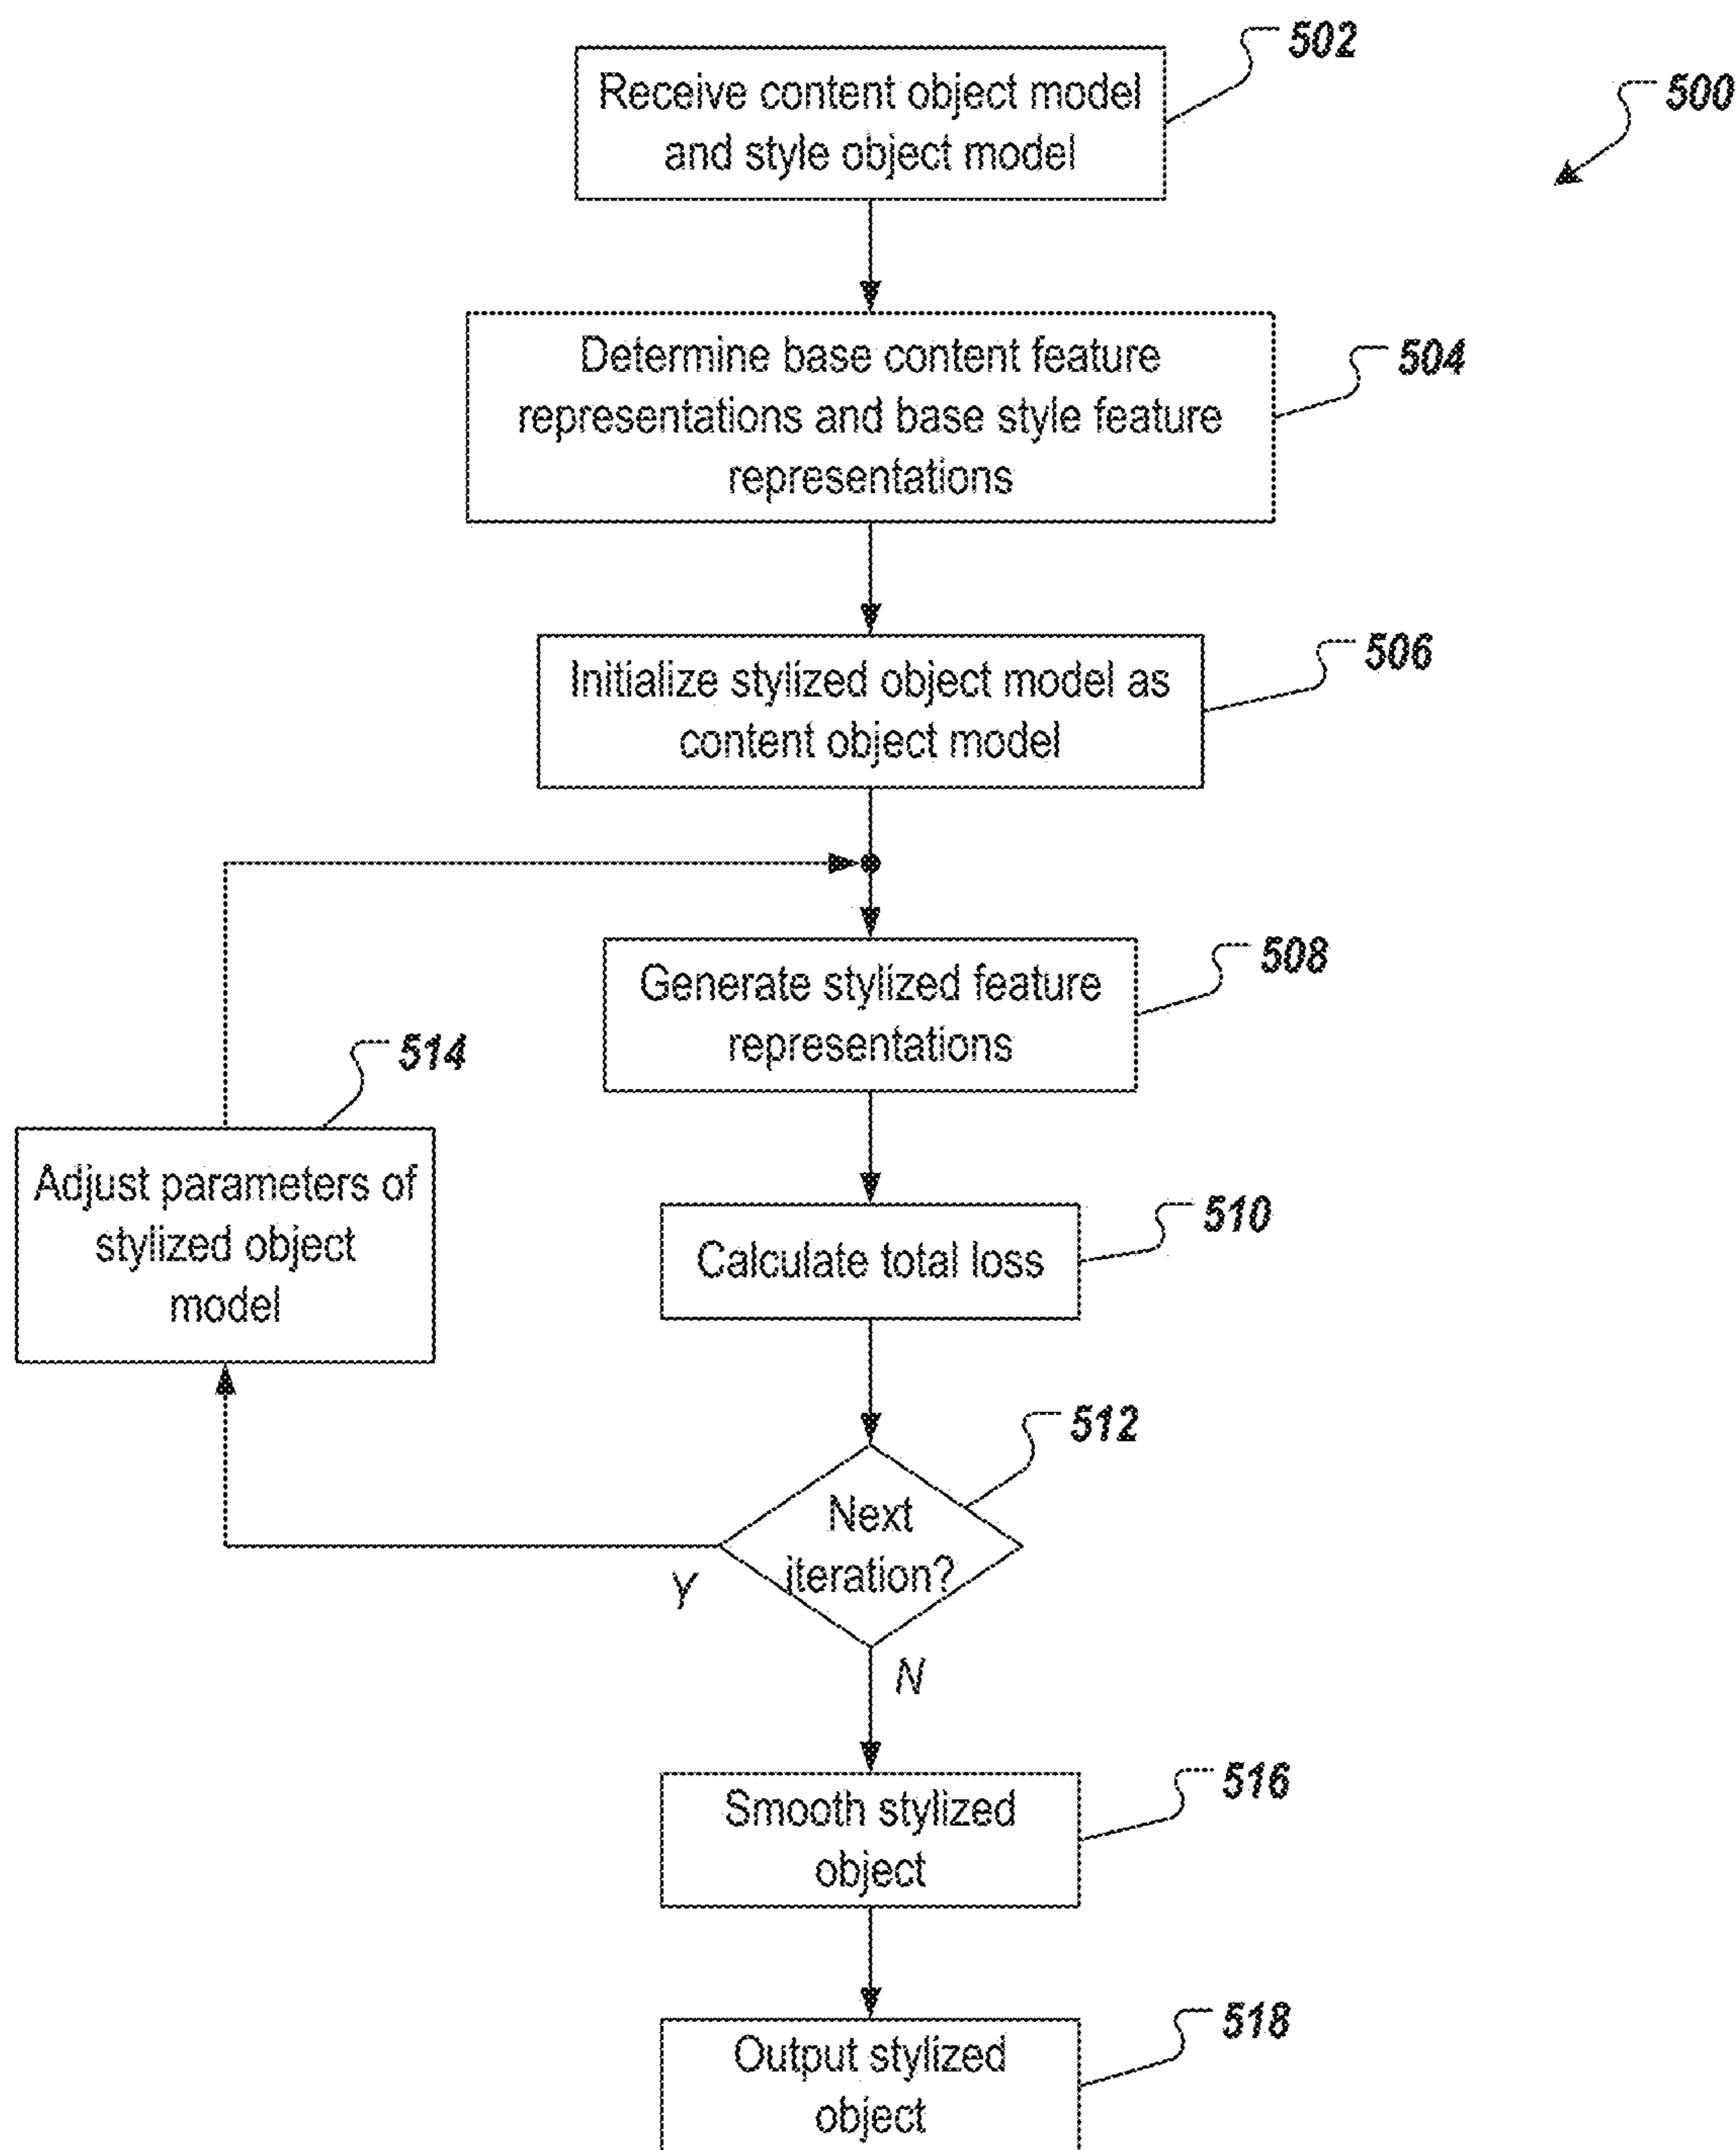 502
500
Receive content object model
and style object model
504
Determine base content feature
representations and base style feature
representations
506
Initialize stylized object model as
content object model
508
Generate stylized feature
representations
514
Adjust parameters of
stylized object
model
510
Calculate total loss
512
Next
iteration?
Y
N
516
Smooth stylized
object
518
Output stylized
object